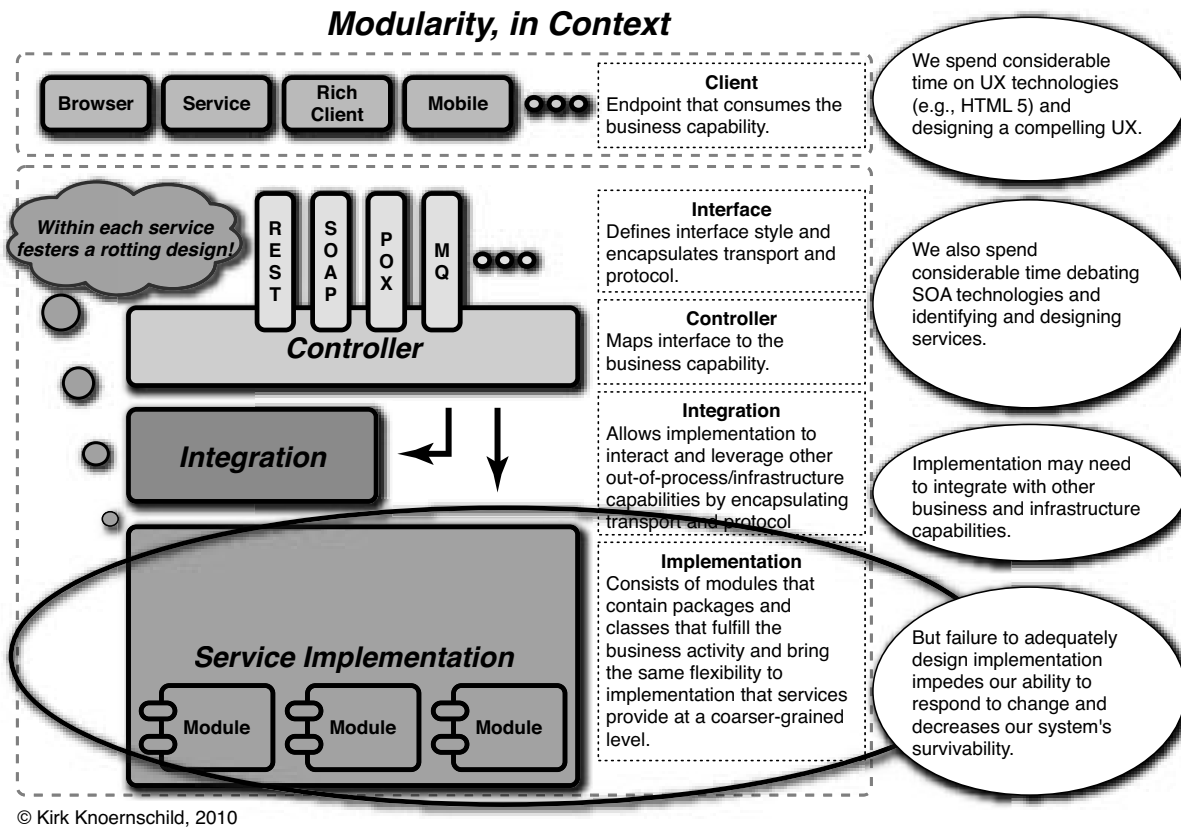 Modularity, in Context
Browser
Service
Rich
Client
Mobile
Client
Endpoint that consumes the
business capability.
We spend considerable
time on UX technologies
(e.g., HTML 5) and
designing a compelling UX.
Within each service
festers a rotting design!
REST
SOAP
POX
MQ
Interface
Defines interface style and
encapsulates transport and
protocol.
We also spend
considerable time debating
SOA technologies and
identifying and designing
services.
Controller
Controller
Maps interface to the
business capability.
Integration
Integration
Allows implementation to
interact and leverage other
out-of-process/infrastructure
capabilities by encapsulating
transport and protocol
Implementation may need
to integrate with other
business and infrastructure
capabilities.
Service Implementation
Module
Module
Module
Implementation
Consists of modules that
contain packages and
classes that fulfill the
business activity and bring
the same flexibility to
implementation that services
provide at a coarser-grained
level.
But failure to adequately
design implementation
impedes our ability to
respond to change and
decreases our system's
survivability.
© Kirk Knoernschild, 2010